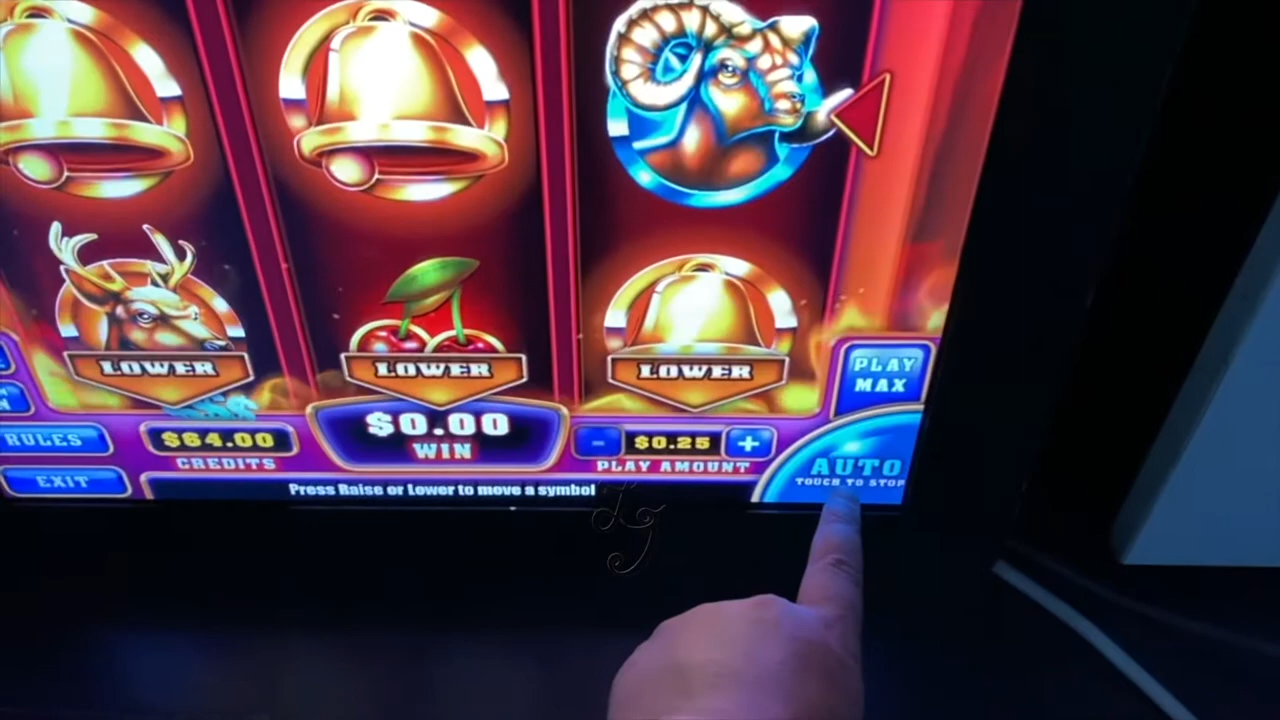 LOWER
LOWER
LOWER
PLAY
MAX
RULES
$64.00
CREDITS
$0.00
WIN
-
$0.25
+
PLAY AMOUNT
AUTO
TOUCH TO STOP
EXIT
Press Raise or Lower to move a symbol